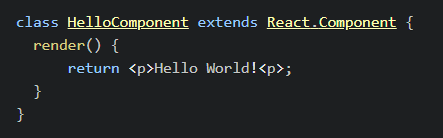 class HelloComponent extends React.Component {
  render() {
      return <p>Hello World!<p>;
  }
}